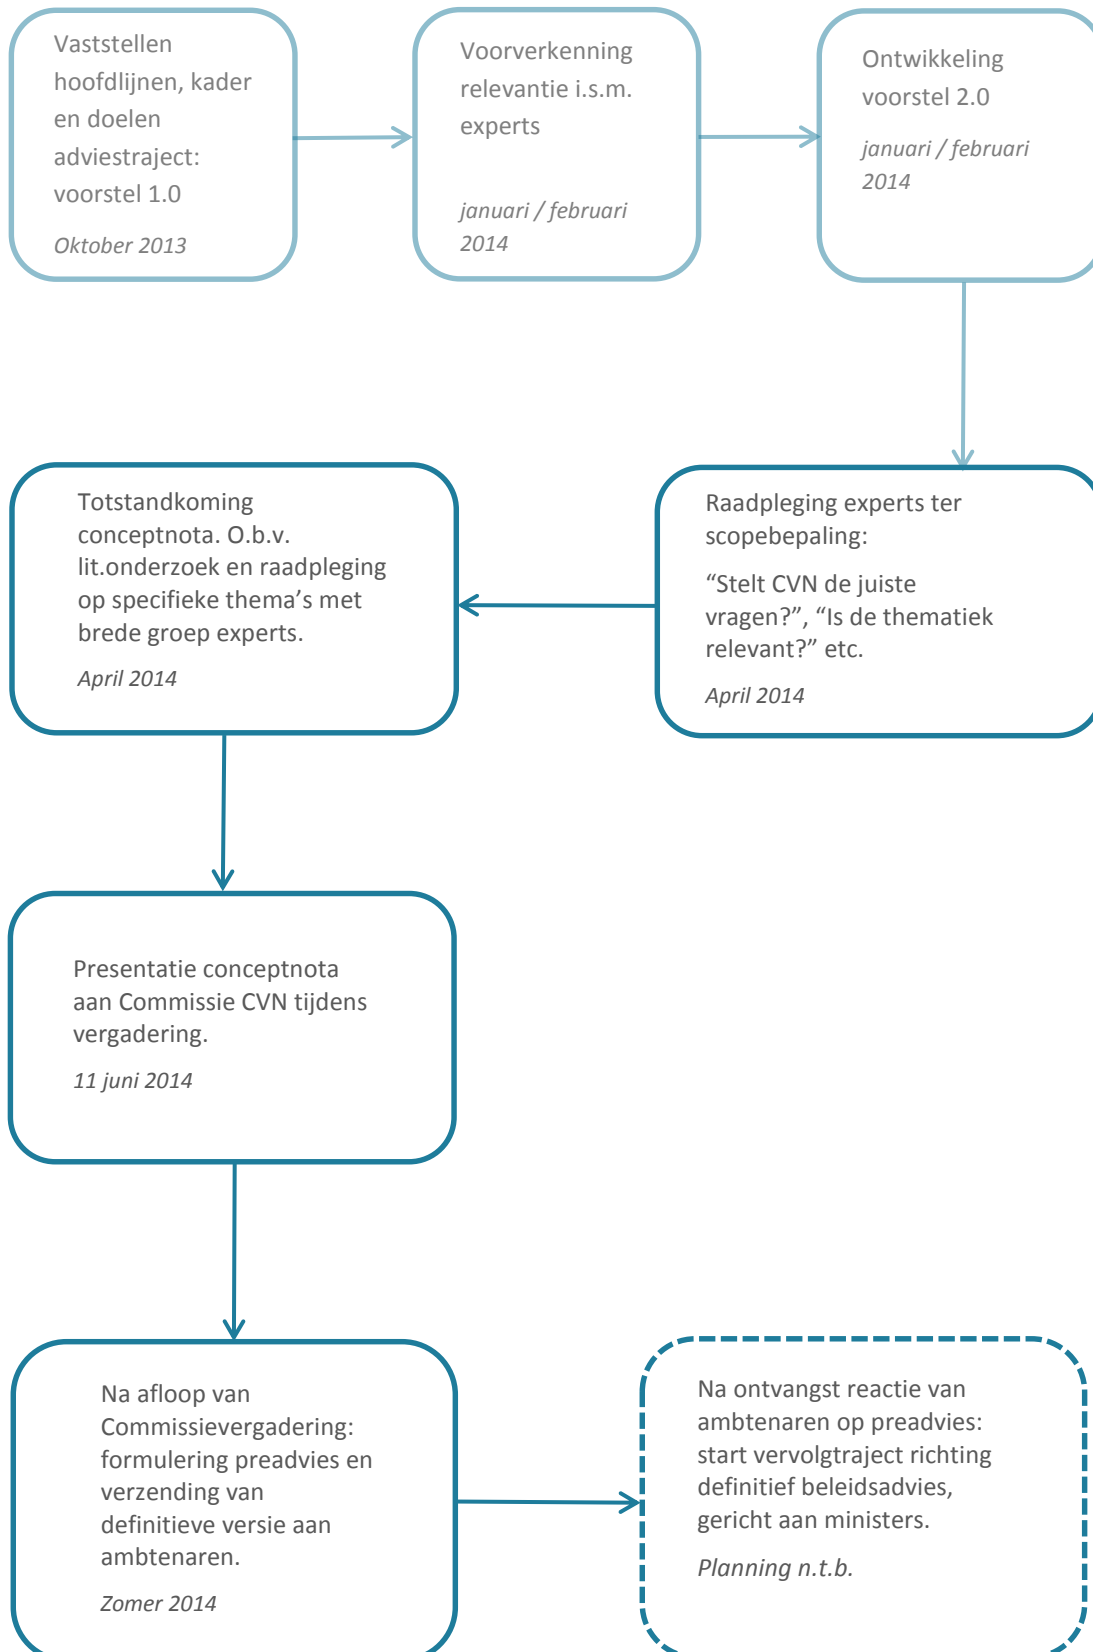 Vaststellen
hoofdlijnen, kader
en doelen
adviestraject:
voorstel 1.0
Oktober 2013
Voorverkenning
relevantie i.s.m.
experts
januari / februari
2014
Ontwikkeling
voorstel 2.0
januari / februari
2014
Raadpleging experts ter
scopebepaling:
“Stelt CVN de juiste
vragen?”, “Is de thematiek
relevant?” etc.
April 2014
Totstandkoming
conceptnota. O.b.v.
lit.onderzoek en raadpleging
op specifieke thema’s met
brede groep experts.
April 2014
Presentatie conceptnota
aan Commissie CVN tijdens
vergadering.
11 juni 2014
Na afloop van
Commissievergadering:
formulering preadvies en
verzending van
definitieve versie aan
ambtenaren.
Zomer 2014
Na ontvangst reactie van
ambtenaren op preadvies:
start vervolgtraject richting
definitief beleidsadvies,
gericht aan ministers.
Planning n.t.b.